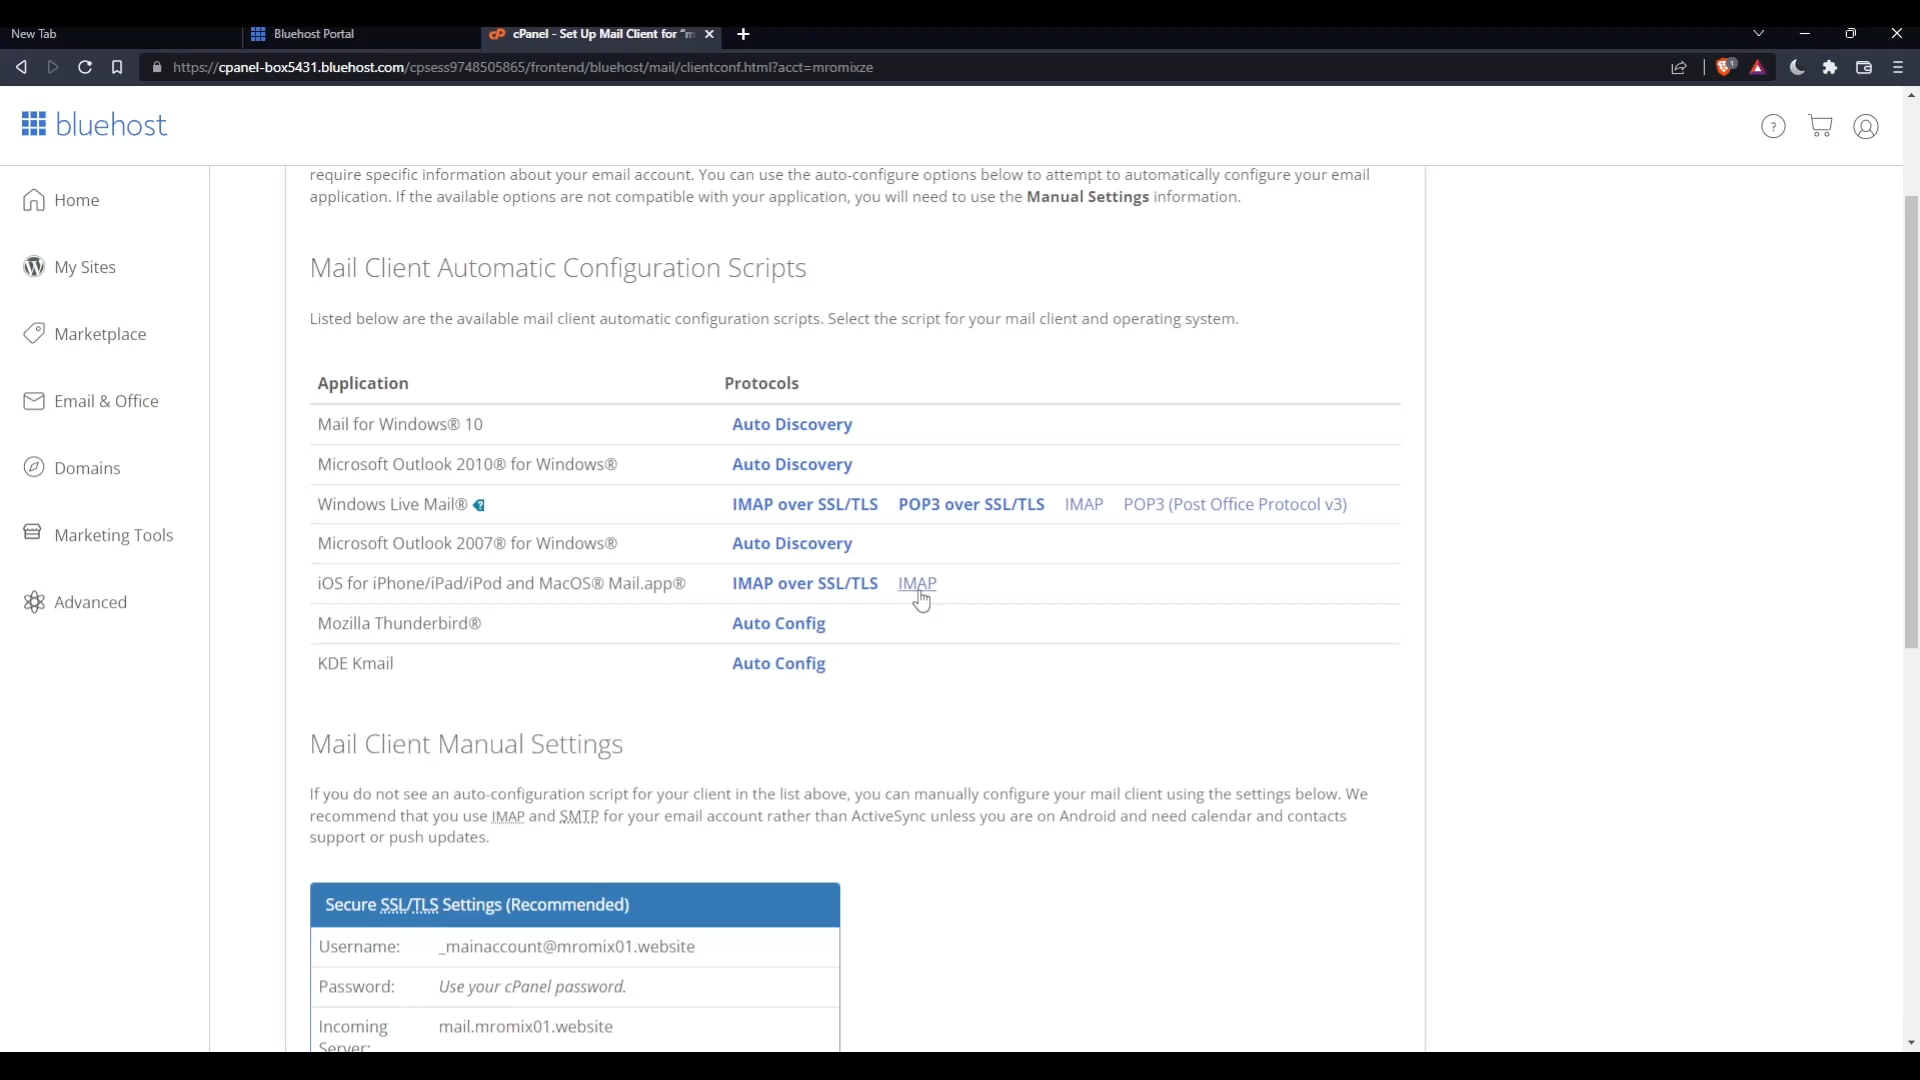 New Tab
Bluehost Portal
cPanel - Set Up Mail Client for "m
https://cpanel-box5431.bluehost.com/cpsess9748505865/frontend/bluehost/mail/clientconf.html?acct=mromixze
1
bluehost
?
Home
My Sites
Marketplace
Email & Office
Domains
Marketing Tools
Advanced
require specific information about your email account. You can use the auto-configure options below to attempt to automatically configure your email
application. If the available options are not compatible with your application, you will need to use the Manual Settings information.
Mail Client Automatic Configuration Scripts
Listed below are the available mail client automatic configuration scripts. Select the script for your mail client and operating system.
Application Protocols
Mail for Windows® 10 Auto Discovery
Microsoft Outlook 2010® for Windows® Auto Discovery
Windows Live Mail® IMAP over SSL/TLS POP3 over SSL/TLS IMAP POP3 (Post Office Protocol v3)
Microsoft Outlook 2007® for Windows® Auto Discovery
iOS for iPhone/iPad/iPod and MacOS® Mail.app® IMAP over SSL/TLS IMAP
Mozilla Thunderbird® Auto Config
KDE Kmail Auto Config
Mail Client Manual Settings
If you do not see an auto-configuration script for your client in the list above, you can manually configure your mail client using the settings below. We
recommend that you use IMAP and SMTP for your email account rather than ActiveSync unless you are on Android and need calendar and contacts
support or push updates.
Secure SSL/TLS Settings (Recommended)
Username: _mainaccount@mromix01.website
Password: Use your cPanel password.
Incoming mail.mromix01.website
Server: